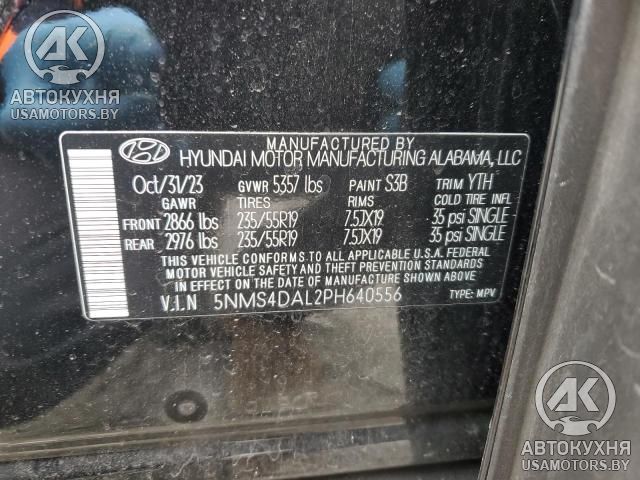 AK
АВТОКУХНЯ
USAMOTORS.BY
MANUFACTURED BY
HYUNDAI MOTOR MANUFACTURING ALABAMA, LLC
Oct/31/23 GVWR 5357 lbs PAINT S3B TRIM YTH
GAWR TIRES RIMS COLD TIRE INFL
FRONT 2866 lbs 235/55R19 7.5JX19 35 psi SINGLE
REAR 2976 lbs 235/55R19 7.5JX19 35 psi SINGLE
THIS VEHICLE CONFORMS TO ALL APPLICABLE U.S.A. FEDERAL
MOTOR VEHICLE SAFETY AND THEFT PREVENTION STANDARDS
IN EFFECT ON THE DATE OF MANUFACTURE SHOWN ABOVE.
V.I.N 5NMS4DAL2PH640556 TYPE: MPV
AK
АВТОКУХНЯ
USAMOTORS.BY